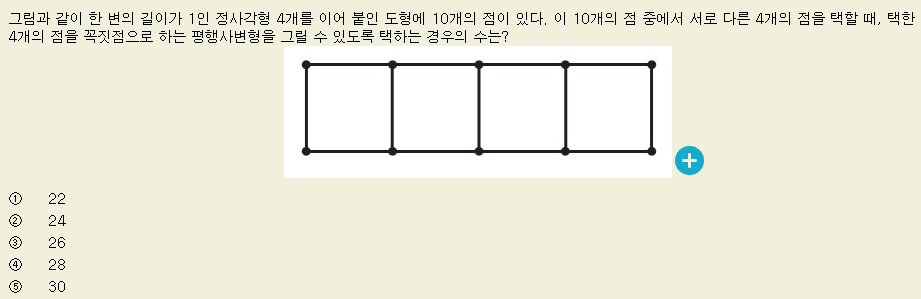 그림과 같이 한 변의 길이가 1인 정사각형 4개를 이어 붙인 도형에 10개의 점이 있다. 이 10개의 점 중에서 서로 다른 4개의 점을 택할 때, 택한
4개의 점을 꼭짓점으로 하는 평행사변형을 그릴 수 있도록 택하는 경우의 수는?
① 22
② 24
③ 26
④ 28
⑤ 30